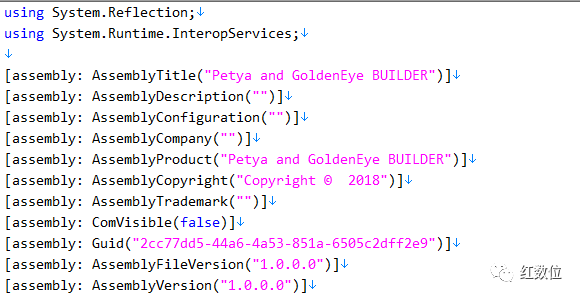 using System.Reflection;↓
using System.Runtime.InteropServices;↓
↓
[assembly: AssemblyTitle("Petya and GoldenEye BUILDER")]↓
[assembly: AssemblyDescription("")]↓
[assembly: AssemblyConfiguration("")]↓
[assembly: AssemblyCompany("")]↓
[assembly: AssemblyProduct("Petya and GoldenEye BUILDER")]↓
[assembly: AssemblyCopyright("Copyright ©  2018")]↓
[assembly: AssemblyTrademark("")]↓
[assembly: ComVisible(false)]↓
[assembly: Guid("2cc77dd5-44a6-4a53-851a-6505c2dff2e9")]↓
[assembly: AssemblyFileVersion("1.0.0.0")]↓
[assembly: AssemblyVersion("1.0.0.0")]↓
红数位